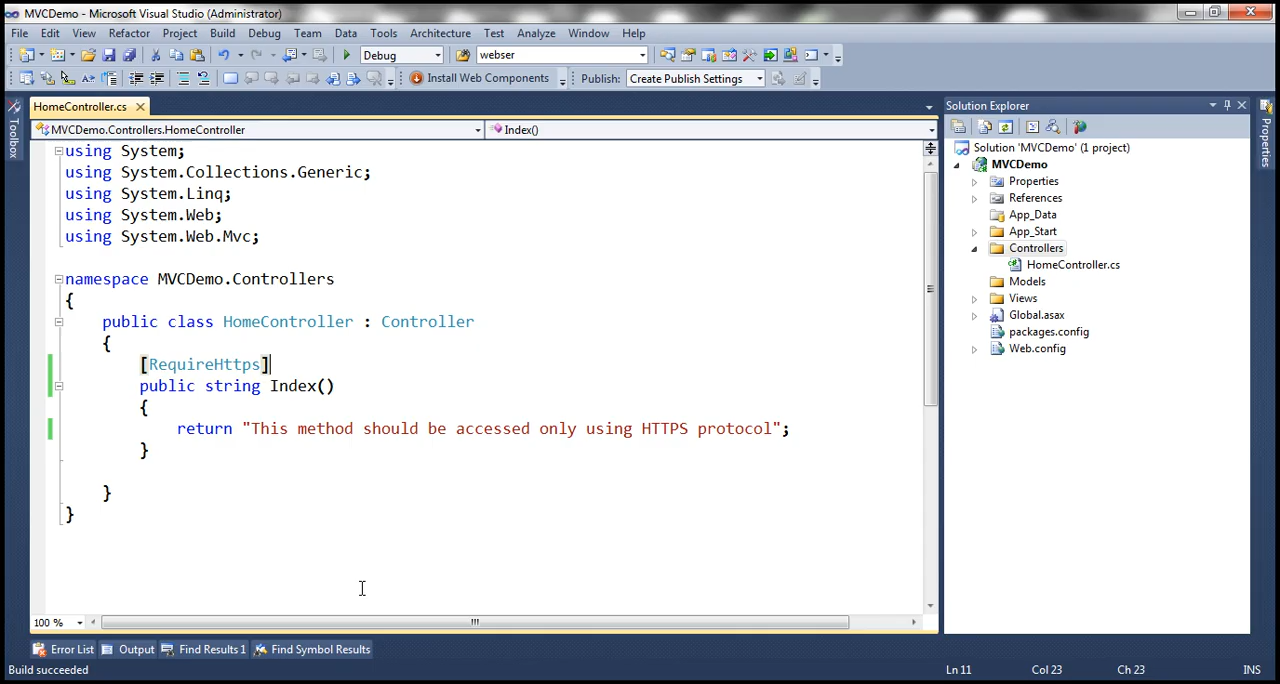 MVCDemo - Microsoft Visual Studio (Administrator)
File Edit View Refactor Project Build Debug Team Data Tools Architecture Test Analyze Window Help
Debug webser
Install Web Components Publish: Create Publish Settings
HomeController.cs
Solution Explorer
Toolbox
Properties
MVCDemo.Controllers.HomeController Index()
using System;
using System.Collections.Generic;
using System.Linq;
using System.Web;
using System.Web.Mvc;
namespace MVCDemo.Controllers
{
public class HomeController : Controller
{
[RequireHttps]
public string Index()
{
return "This method should be accessed only using HTTPS protocol";
}
}
}
Solution 'MVCDemo' (1 project)
MVCDemo
Properties
References
App_Data
App_Start
Controllers
HomeController.cs
Models
Views
Global.asax
packages.config
Web.config
100 %
Error List Output Find Results 1 Find Symbol Results
Build succeeded Ln 11 Col 23 Ch 23 INS